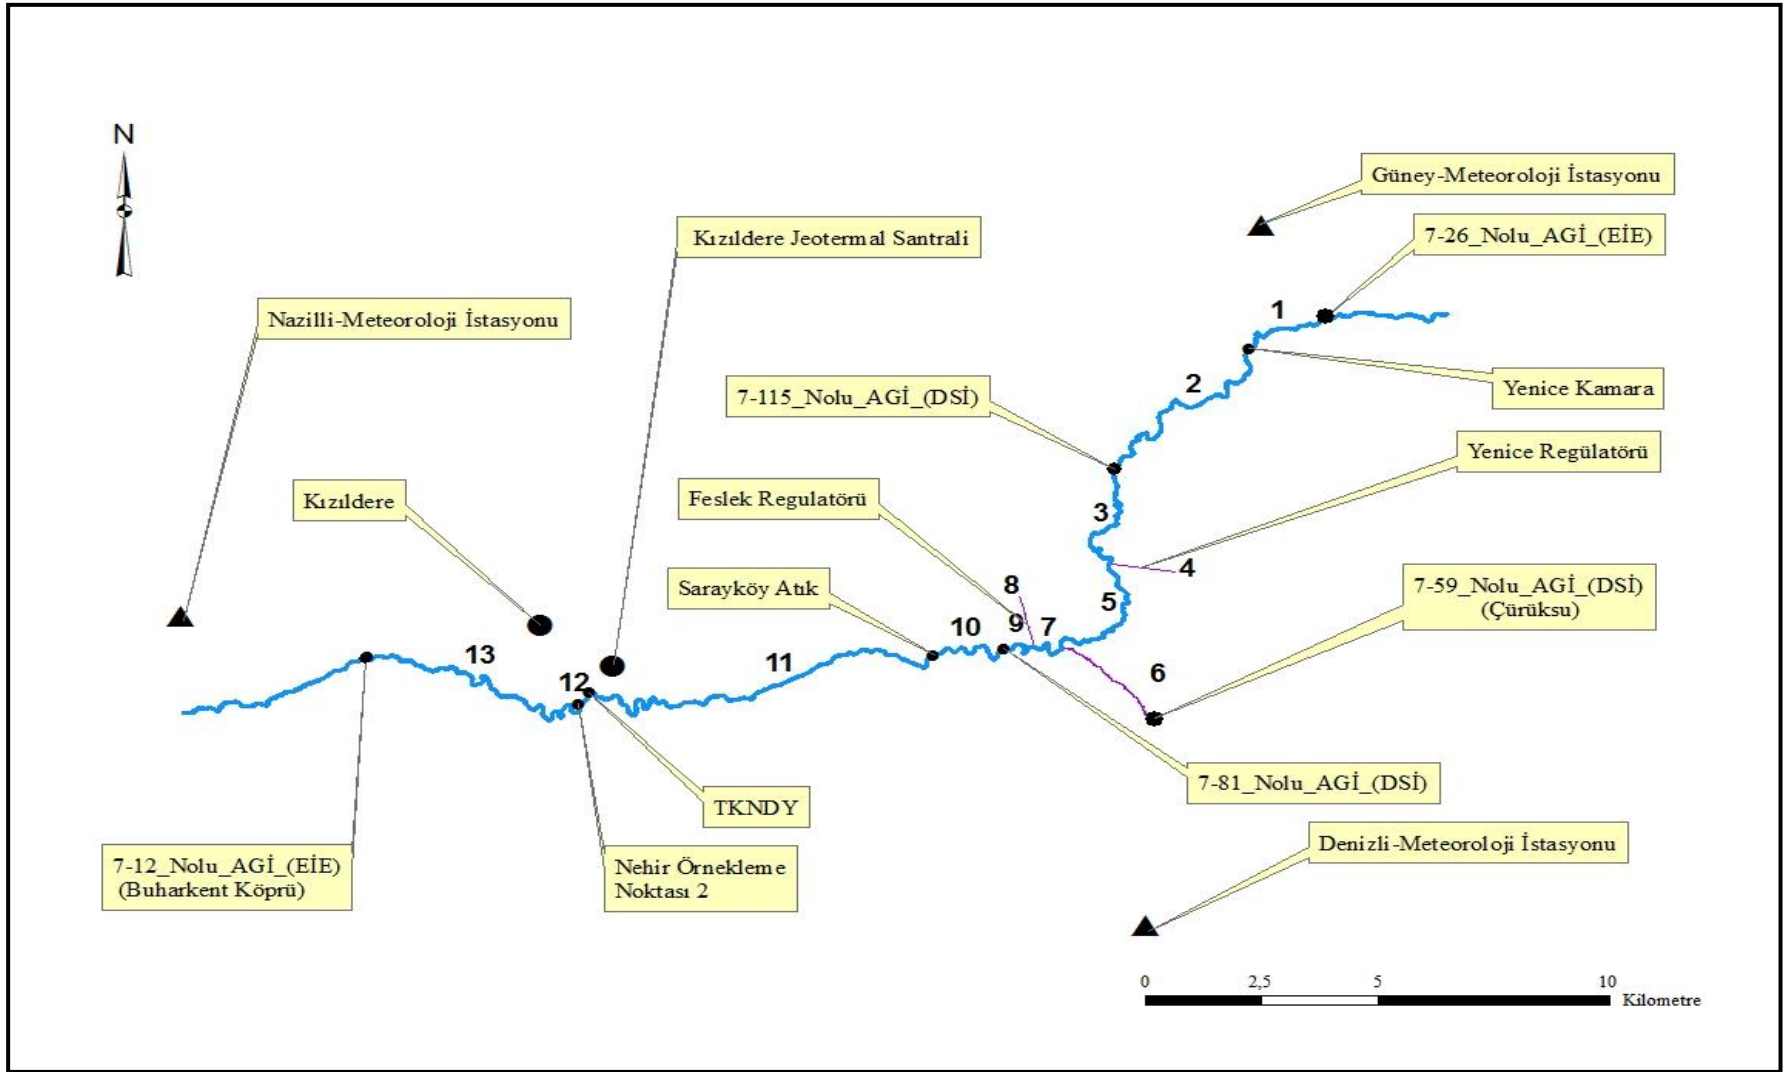 N
Güney-Meteoroloji İstasyonu
7-26_Nolu_AGİ_(EİE)
Kızıldere Jeotermal Santrali
Nazilli-Meteoroloji İstasyonu
1
Yenice Kamara
2
7-115_Nolu_AGİ_(DSİ)
Yenice Regülatörü
Kızıldere
Feslek Regulatörü
3
4
Sarayköy Atık
8
5
7-59_Nolu_AGİ_(DSİ)
(Çürüksu)
10
9
7
13
11
6
12
7-81_Nolu_AGİ_(DSİ)
TKNDY
Denizli-Meteoroloji İstasyonu
7-12_Nolu_AGİ_(EİE)
(Buharkent Köprü)
Nehir Örnekleme
Noktası 2
0 2,5 5 10
Kilometre